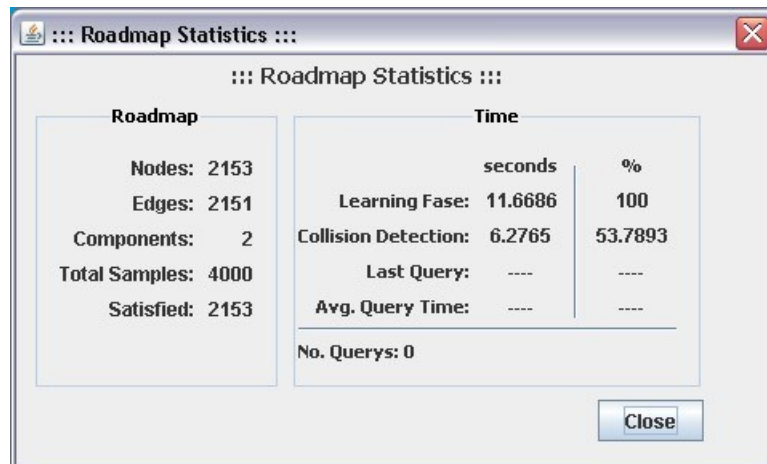 ::: Roadmap Statistics :::
::: Roadmap Statistics :::
Roadmap
Nodes: 2153
Edges: 2151
Components: 2
Total Samples: 4000
Satisfied: 2153
Time
seconds %
Learning Fase: 11.6686 100
Collision Detection: 6.2765 53.7893
Last Query: ---- ----
Avg. Query Time: ---- ----
No. Querys: 0
Close